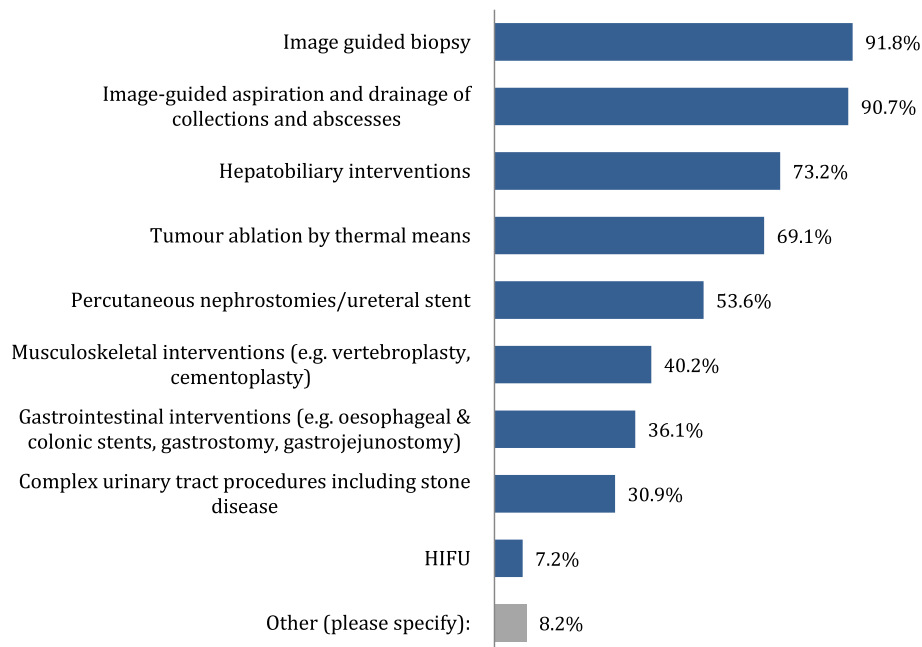 Image guided biopsy
91.8%
Image-guided aspiration and drainage of
collections and abscesses
90.7%
Hepatobiliary interventions
73.2%
Tumour ablation by thermal means
69.1%
Percutaneous nephrostomies/ureteral stent
53.6%
Musculoskeletal interventions (e.g. vertebroplasty,
cementoplasty)
40.2%
Gastrointestinal interventions (e.g. oesophageal &
colonic stents, gastrostomy, gastrojejunostomy)
36.1%
Complex urinary tract procedures including stone
disease
30.9%
HIFU
7.2%
Other (please specify):
8.2%